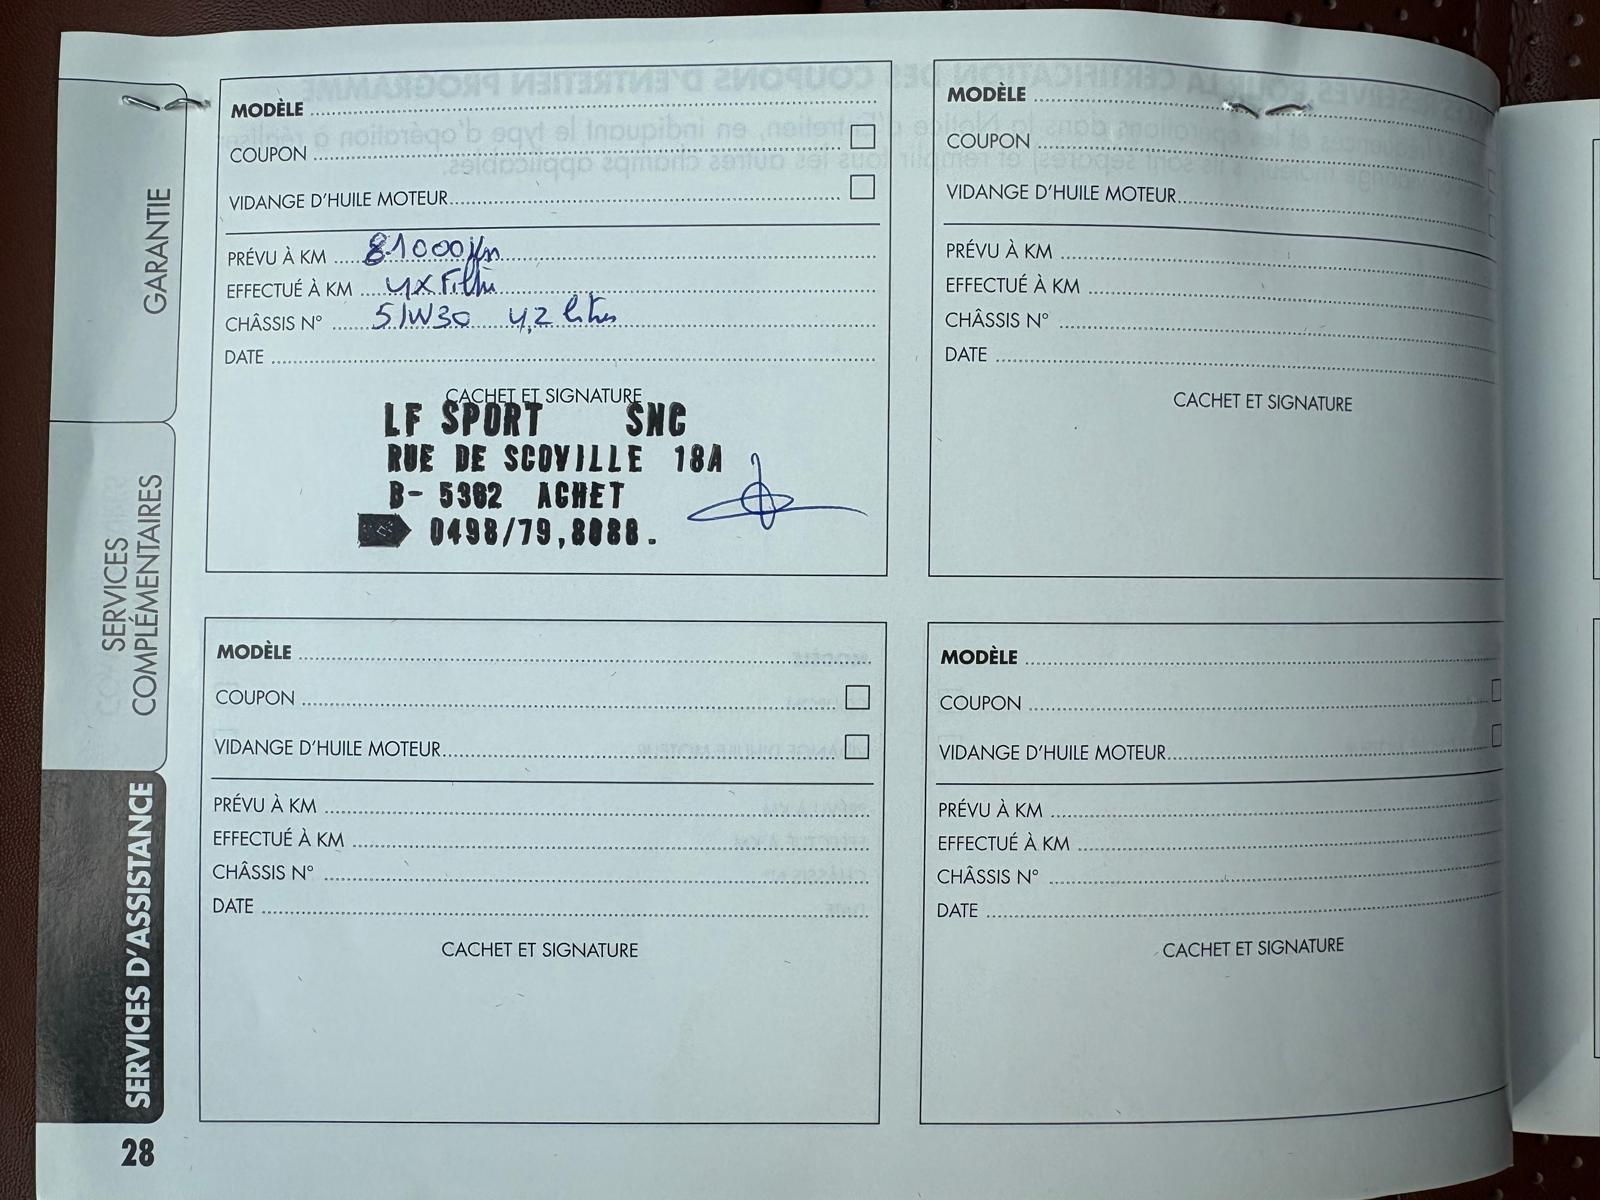 MODÈLE
COUPON
VIDANGE D'HUILE MOTEUR
PRÉVU À KM 81000 km
EFFECTUÉ À KM 4x Filtre
CHÂSSIS N° 5W30 4,2 litres
DATE
CACHET ET SIGNATURE
LF SPORT SNC
RUE DE SCOVILLE 18A
B- 5362 ACHET
0498/79,8088.
MODÈLE
COUPON
VIDANGE D'HUILE MOTEUR
PRÉVU À KM
EFFECTUÉ À KM
CHÂSSIS N°
DATE
CACHET ET SIGNATURE
MODÈLE
COUPON
VIDANGE D'HUILE MOTEUR
PRÉVU À KM
EFFECTUÉ À KM
CHÂSSIS N°
DATE
CACHET ET SIGNATURE
MODÈLE
COUPON
VIDANGE D'HUILE MOTEUR
PRÉVU À KM
EFFECTUÉ À KM
CHÂSSIS N°
DATE
CACHET ET SIGNATURE
GARANTIE
SERVICES
COMPLÉMENTAIRES
SERVICES D'ASSISTANCE
28